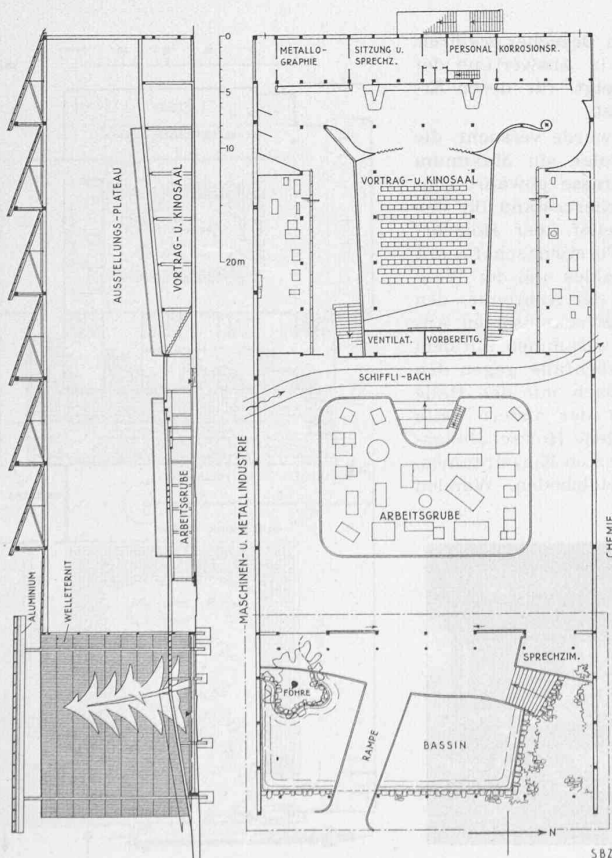 METALLO-
GRAPHIE
SITZUNG U.
SPRECHZ.
PERSONAL
KORROSIONSR.
0
5
10
20m
AUSSTELLUNGS-PLATEAU
VORTRAG- U. KINOSAAL
VORTRAG- U. KINOSAAL
VENTILAT.
VORBEREITG.
SCHIFFLI-BACH
ARBEITSGRUBE
ARBEITSGRUBE
MASCHINEN- U. METALLINDUSTRIE
CHEMIE
ALUMINIUM
WELLETERNIT
SPRECHZIM.
FÖHRE
RAMPE
BASSIN
N
SBZ